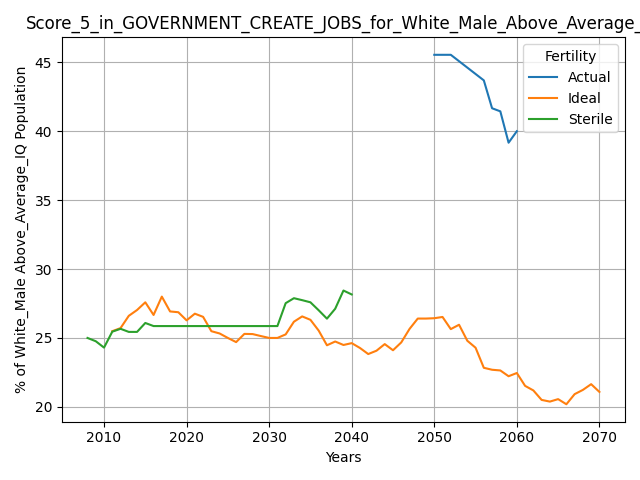 Score_5_in_GOVERNMENT_CREATE_JOBS_for_White_Male_Above_Average_
% of White_Male Above_Average_IQ Population
45
40
35
30
25
20
Fertility
Actual
Ideal
Sterile
2010 2020 2030 2040 2050 2060 2070
Years